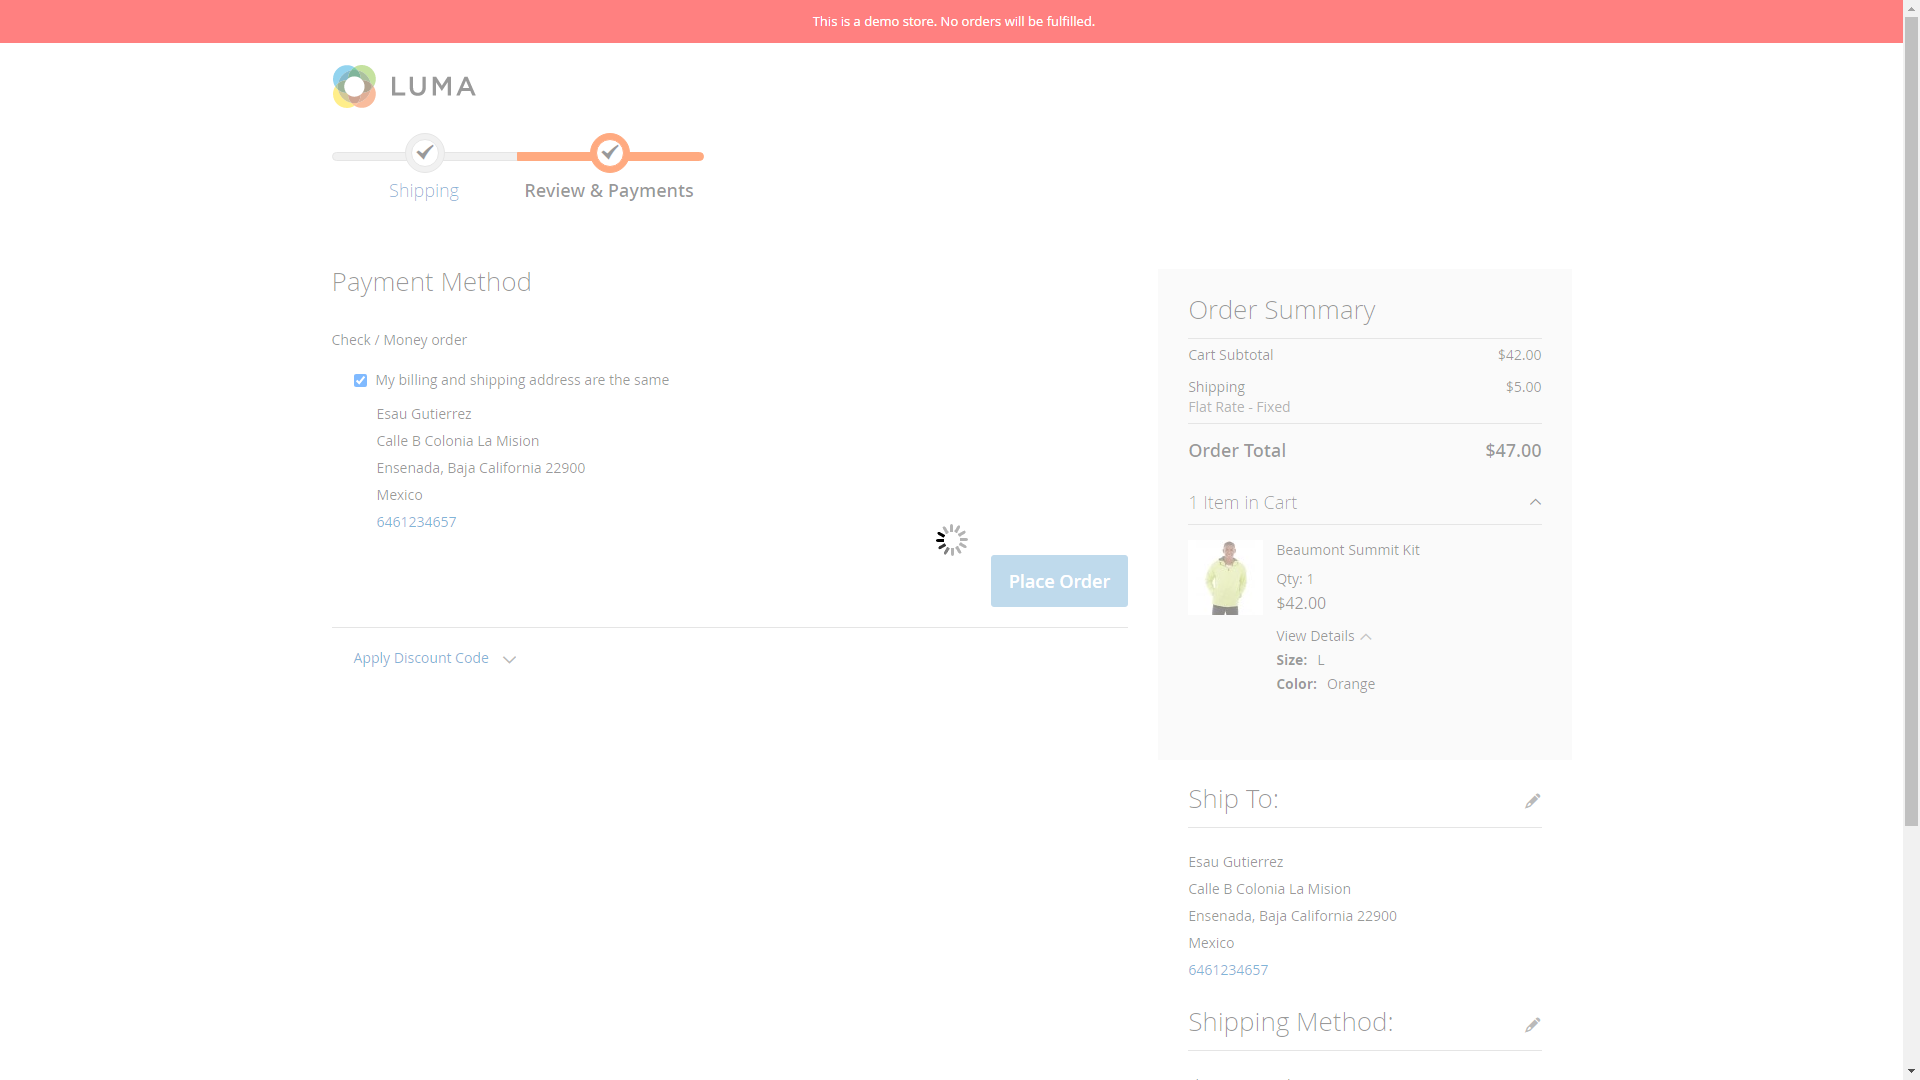 This is a demo store. No orders will be fulfilled.
LUMA
Shipping
Review & Payments
Payment Method
Check / Money order
My billing and shipping address are the same
Esau Gutierrez
Calle B Colonia La Mision
Ensenada, Baja California 22900
Mexico
6461234657
Place Order
Apply Discount Code
Order Summary
Cart Subtotal $42.00
Shipping $5.00
Flat Rate - Fixed
Order Total $47.00
1 Item in Cart
Beaumont Summit Kit
Qty: 1
$42.00
View Details
Size: L
Color: Orange
Ship To:
Esau Gutierrez
Calle B Colonia La Mision
Ensenada, Baja California 22900
Mexico
6461234657
Shipping Method: